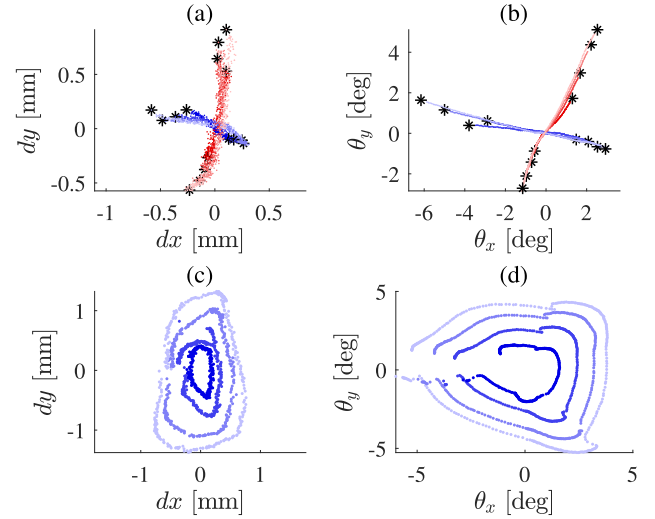 (a)
(b)
0.5
0
-0.5
dy [mm]
-1
-0.5
0
0.5
dx [mm]
4
2
0
-2
θy [deg]
-6
-4
-2
0
2
θx [deg]
(c)
(d)
1
0
-1
dy [mm]
-1
0
1
dx [mm]
5
0
-5
θy [deg]
-5
0
5
θx [deg]